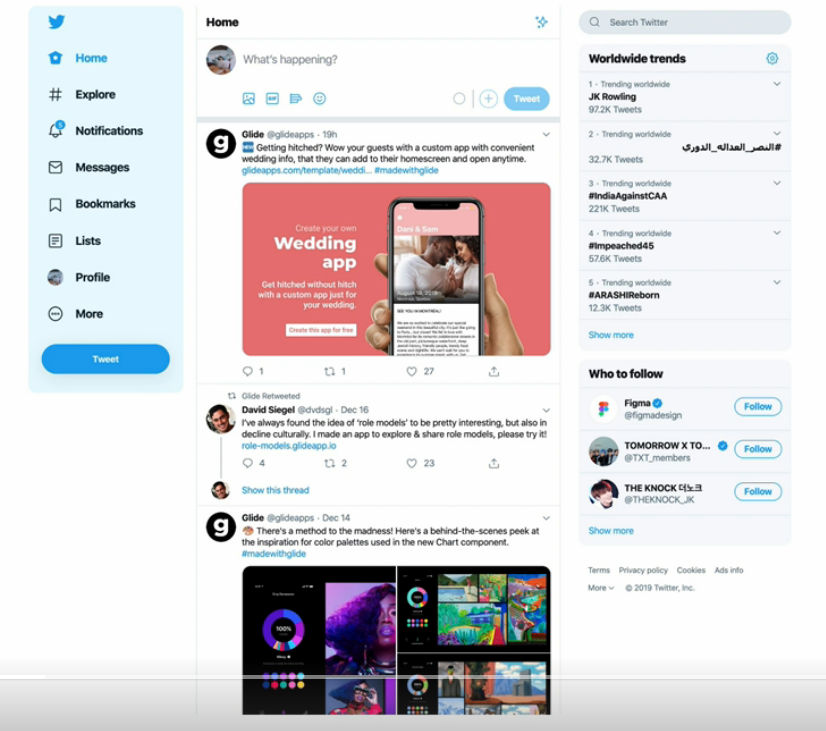 Home
Explore
5
Notifications
Messages
Bookmarks
Lists
Profile
More
Tweet
Home
What's happening?
GIF
Tweet
Glide @glideapps · 19h
Getting hitched? Wow your guests with a custom app with convenient
wedding info, that they can add to their homescreen and open anytime.
glideapps.com/template/weddi... #madewithglide
Create your own
Wedding
app
Get hitched without hitch
with a custom app just for
your wedding.
Create this app for free
Dani & Sam
August 18, 2019
SEE YOU IN MONTRÉAL!
1
1
27
Glide Retweeted
David Siegel @dvdsgl · Dec 16
I've always found the idea of 'role models' to be pretty interesting, but also in
decline culturally. I made an app to explore & share role models, please try it!
role-models.glideapp.io
4
2
23
Show this thread
Glide @glideapps · Dec 14
There's a method to the madness! Here's a behind-the-scenes peek at
the inspiration for color palettes used in the new Chart component.
#madewithglide
100%
Search Twitter
Worldwide trends
1 · Trending worldwide
JK Rowling
97.2K Tweets
2 · Trending worldwide
#النصر_العداله_الدوري
32.7K Tweets
3 · Trending worldwide
#IndiaAgainstCAA
221K Tweets
4 · Trending worldwide
#Impeached45
57.6K Tweets
5 · Trending worldwide
#ARASHIReborn
12.3K Tweets
Show more
Who to follow
Figma
@figmadesign
Follow
TOMORROW X TO...
@TXT_members
Follow
THE KNOCK 더노크
@THEKNOCK_JK
Follow
Show more
Terms Privacy policy Cookies Ads info
More © 2019 Twitter, Inc.